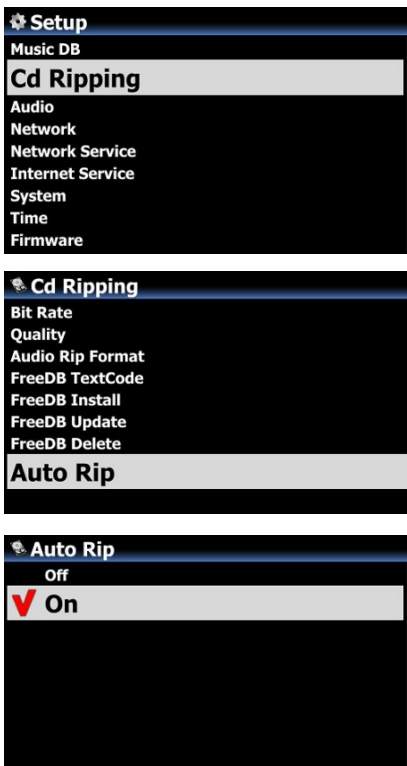 Setup
Music DB
Cd Ripping
Audio
Network
Network Service
Internet Service
System
Time
Firmware
Cd Ripping
Bit Rate
Quality
Audio Rip Format
FreeDB TextCode
FreeDB Install
FreeDB Update
FreeDB Delete
Auto Rip
Auto Rip
Off
On